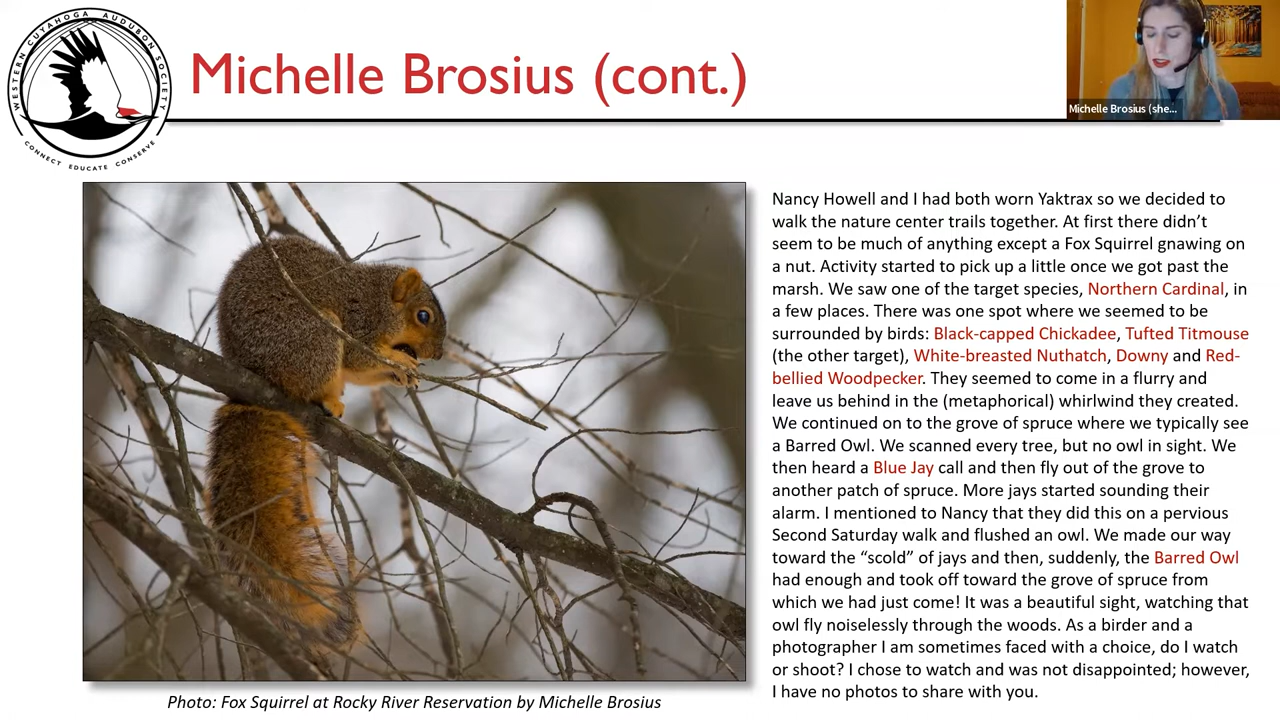 WESTERN CUYAHOGA AUDUBON SOCIETY
CONNECT EDUCATE CONSERVE
Michelle Brosius (cont.)
Michelle Brosius (she...
Nancy Howell and I had both worn Yaktrax so we decided to
walk the nature center trails together. At first there didn’t
seem to be much of anything except a Fox Squirrel gnawing on
a nut. Activity started to pick up a little once we got past the
marsh. We saw one of the target species, Northern Cardinal, in
a few places. There was one spot where we seemed to be
surrounded by birds: Black-capped Chickadee, Tufted Titmouse
(the other target), White-breasted Nuthatch, Downy and Red-
bellied Woodpecker. They seemed to come in a flurry and
leave us behind in the (metaphorical) whirlwind they created.
We continued on to the grove of spruce where we typically see
a Barred Owl. We scanned every tree, but no owl in sight. We
then heard a Blue Jay call and then fly out of the grove to
another patch of spruce. More jays started sounding their
alarm. I mentioned to Nancy that they did this on a pervious
Second Saturday walk and flushed an owl. We made our way
toward the “scold” of jays and then, suddenly, the Barred Owl
had enough and took off toward the grove of spruce from
which we had just come! It was a beautiful sight, watching that
owl fly noiselessly through the woods. As a birder and a
photographer I am sometimes faced with a choice, do I watch
or shoot? I chose to watch and was not disappointed; however,
I have no photos to share with you.
Photo: Fox Squirrel at Rocky River Reservation by Michelle Brosius